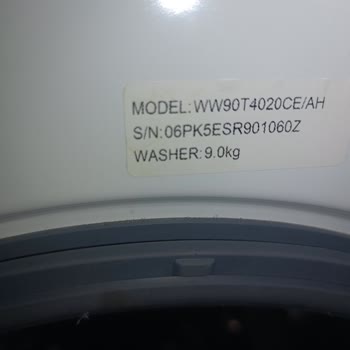 MODEL: WW90T4020CE/AH
S/N: 06PK5ESR901060Z
WASHER: 9.0kg